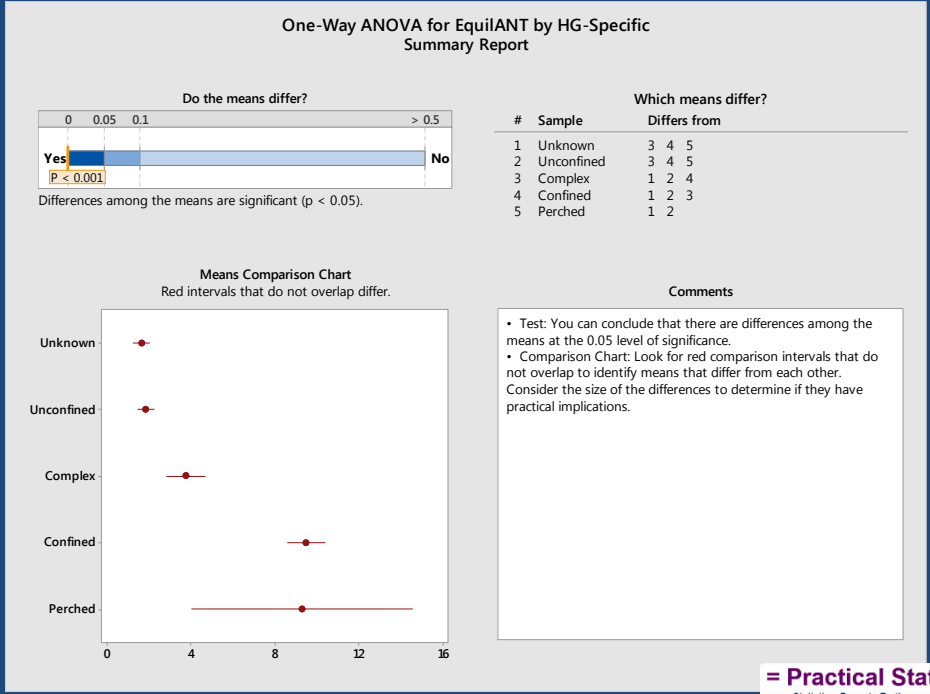 One-Way ANOVA for EquilANT by HG-Specific
Summary Report
Do the means differ?
0 0.05 0.1 > 0.5
Yes No
P < 0.001
Differences among the means are significant (p < 0.05).
Which means differ?
# Sample Differs from
1 Unknown 3 4 5
2 Unconfined 3 4 5
3 Complex 1 2 4
4 Confined 1 2 3
5 Perched 1 2
Means Comparison Chart
Red intervals that do not overlap differ.
Unknown
Unconfined
Complex
Confined
Perched
0 4 8 12 16
Comments
• Test: You can conclude that there are differences among the
means at the 0.05 level of significance.
• Comparison Chart: Look for red comparison intervals that do
not overlap to identify means that differ from each other.
Consider the size of the differences to determine if they have
practical implications.
= Practical Stat